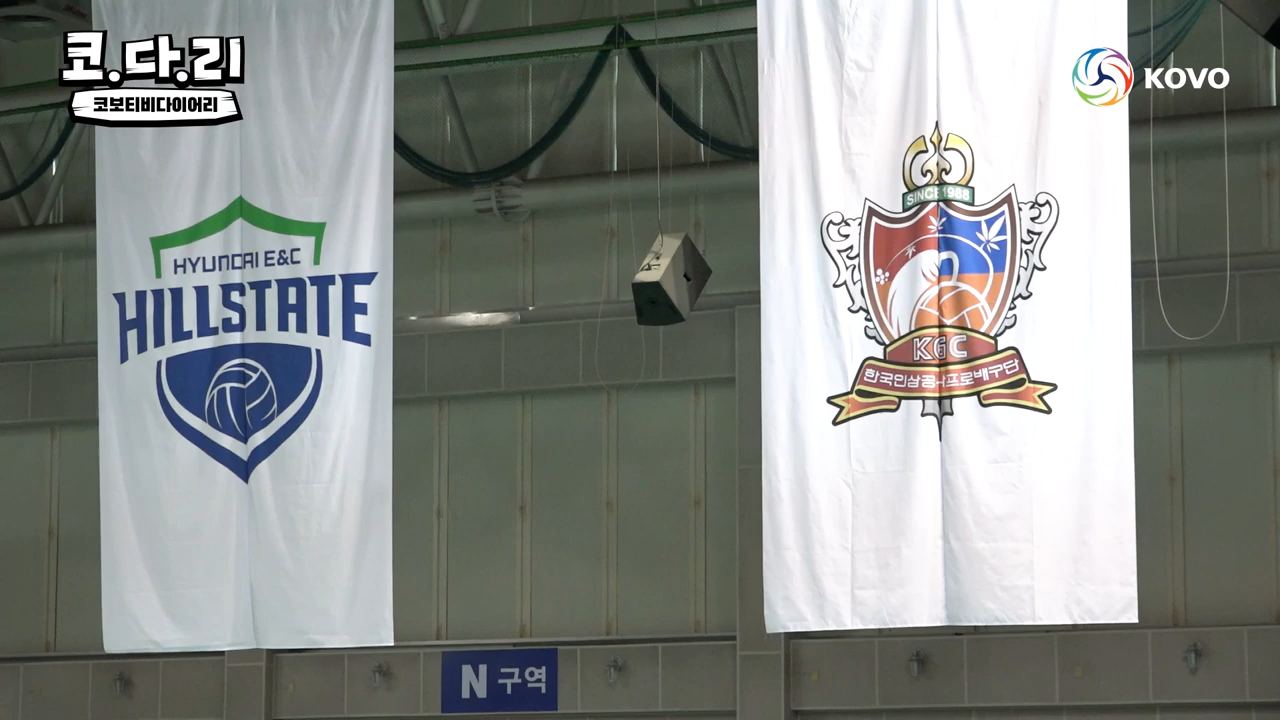 코.다.리
코보티비다이어리
KOVO
HYUNDAI E&C
HILLSTATE
SINCE 1988
KGC
한국인삼공사프로배구단
N 구역